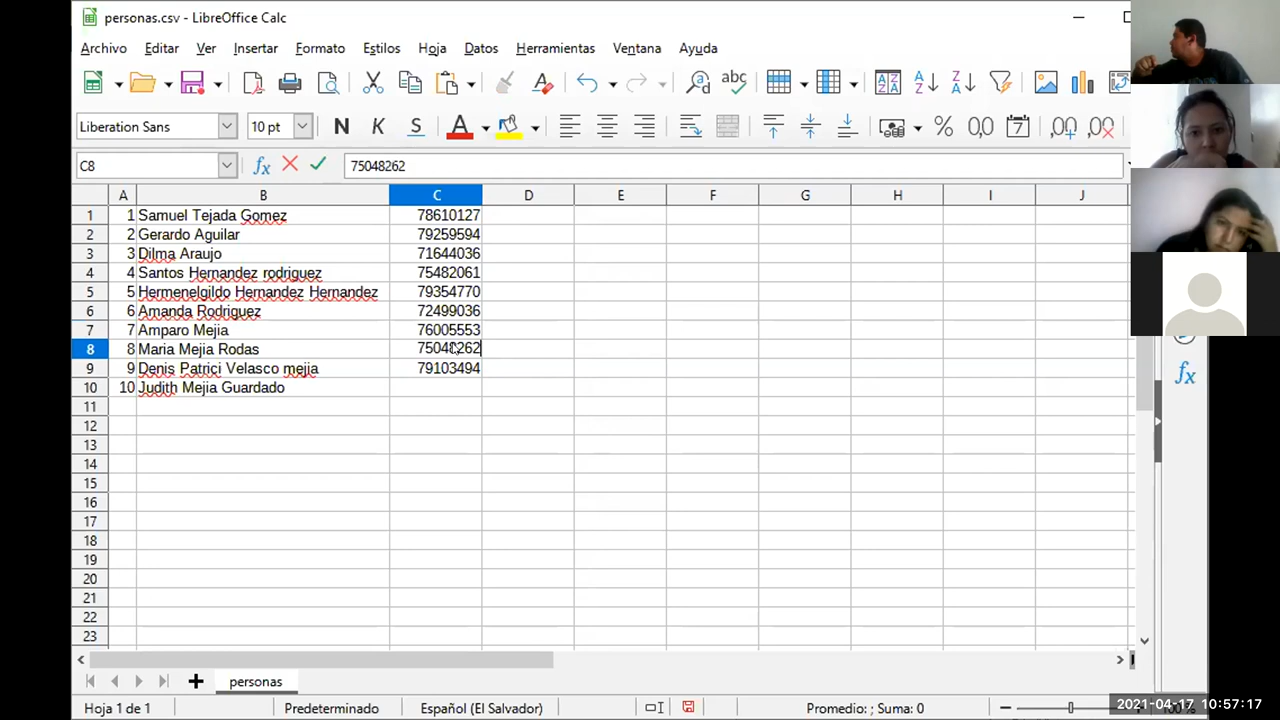 personas.csv - LibreOffice Calc
Archivo Editar Ver Insertar Formato Estilos Hoja Datos Herramientas Ventana Ayuda
Liberation Sans 10 pt N K S
C8 fx 75048262
A B C D E F G H I J
1 1 Samuel Tejada Gomez 78610127
2 2 Gerardo Aguilar 79259594
3 3 Dilma Araujo 71644036
4 4 Santos Hernandez rodriguez 75482061
5 5 Hermenelgildo Hernandez Hernandez 79354770
6 6 Amanda Rodriguez 72499036
7 7 Amparo Mejia 76005553
8 8 Maria Mejia Rodas 75048262
9 9 Denis Patrici Velasco mejia 79103494
10 10 Judith Mejia Guardado
11
12
13
14
15
16
17
18
19
20
21
22
23
personas
Hoja 1 de 1 Predeterminado Español (El Salvador) Promedio: ; Suma: 0
2021-04-17 10:57:17